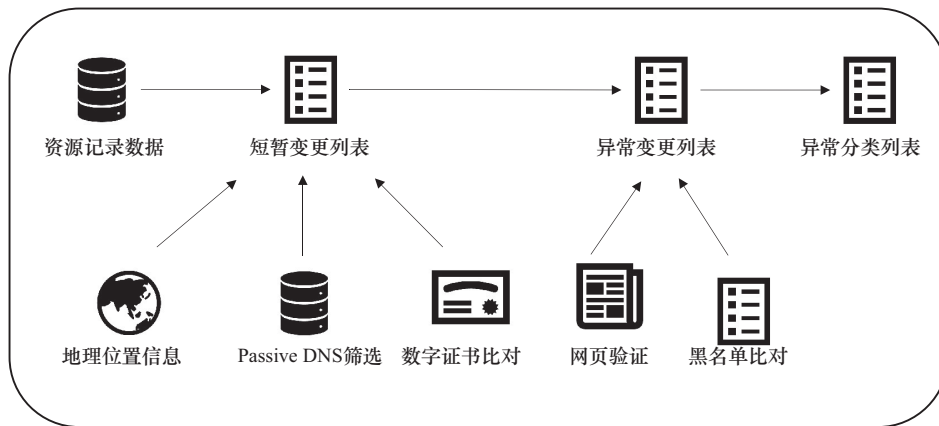 资源记录数据
短暂变更列表
异常变更列表
异常分类列表
地理位置信息
Passive DNS筛选
数字证书比对
网页验证
黑名单比对